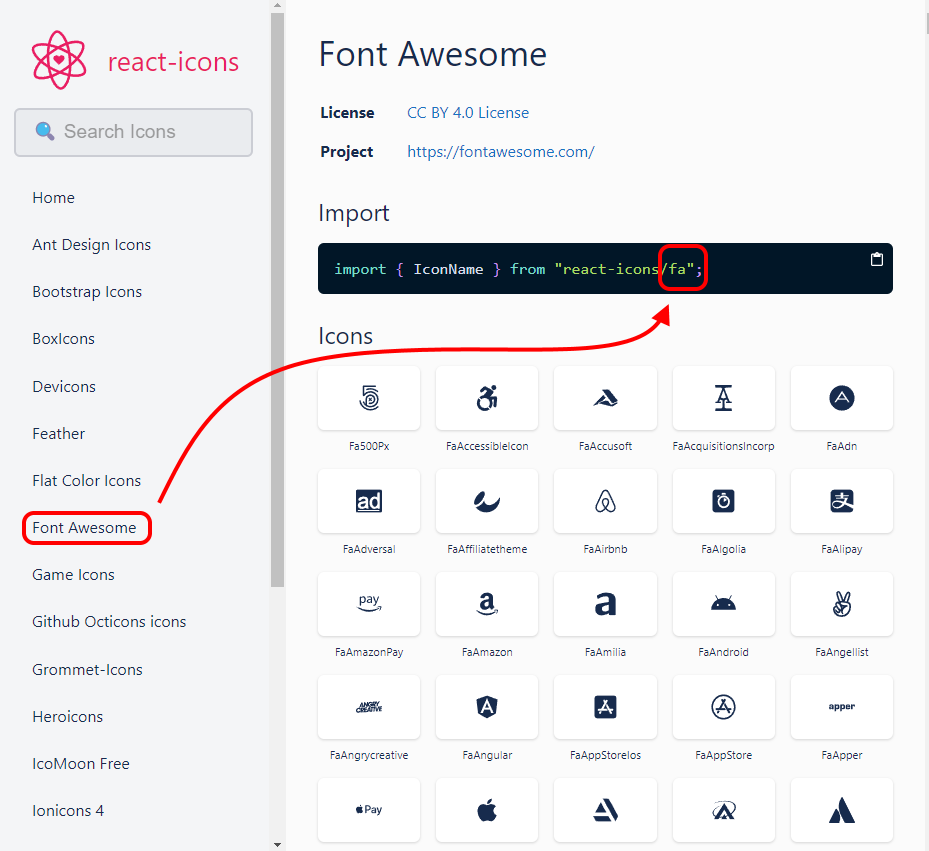 react-icons
Search Icons
Home
Ant Design Icons
Bootstrap Icons
BoxIcons
Devicons
Feather
Flat Color Icons
Font Awesome
Game Icons
Github Octicons icons
Grommet-Icons
Heroicons
IcoMoon Free
Ionicons 4
Font Awesome
License CC BY 4.0 License
Project https://fontawesome.com/
Import
import { IconName } from "react-icons/fa";
Icons
Fa500Px FaAccessibleIcon FaAccusoft FaAcquisitionsIncorp FaAdn
ad
FaAdversal FaAffiliatetheme FaAirbnb FaAlgolia FaAlipay
pay a a
FaAmazonPay FaAmazon FaAmilia FaAndroid FaAngellist
ANGRY CREATIVE A apper
FaAngrycreative FaAngular FaAppStoreIos FaAppStore FaApper
Pay